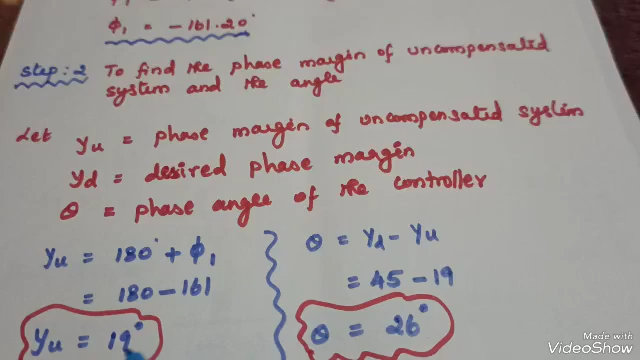 φ₁ = -161.20°
Step:2 To find the phase margin of uncompensated
system and the angle
Let γu = phase margin of uncompensated system
γd = desired phase margin
θ = phase angle of the controller
γu = 180° + φ₁
= 180 - 161
γu = 19°
θ = γd - γu
= 45 - 19
θ = 26°
Made with
VideoShow